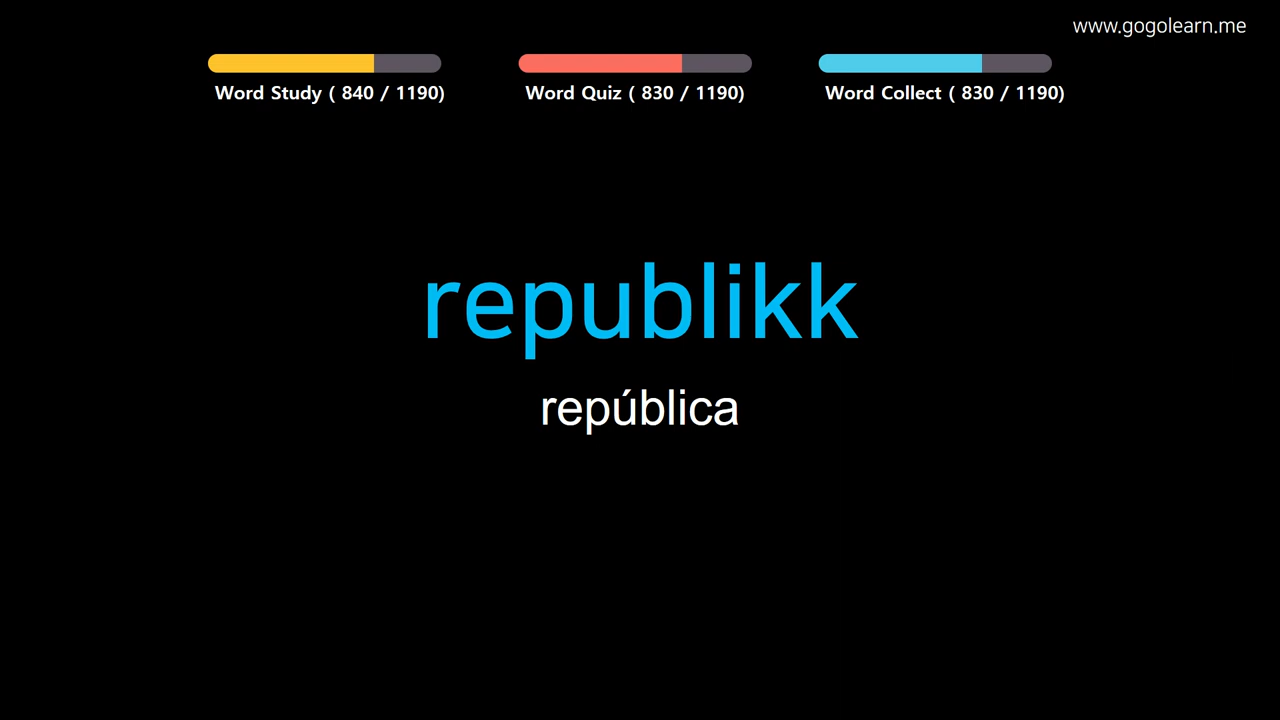 www.gogolearn.me
Word Study ( 840 / 1190) Word Quiz ( 830 / 1190) Word Collect ( 830 / 1190)
republikk
república